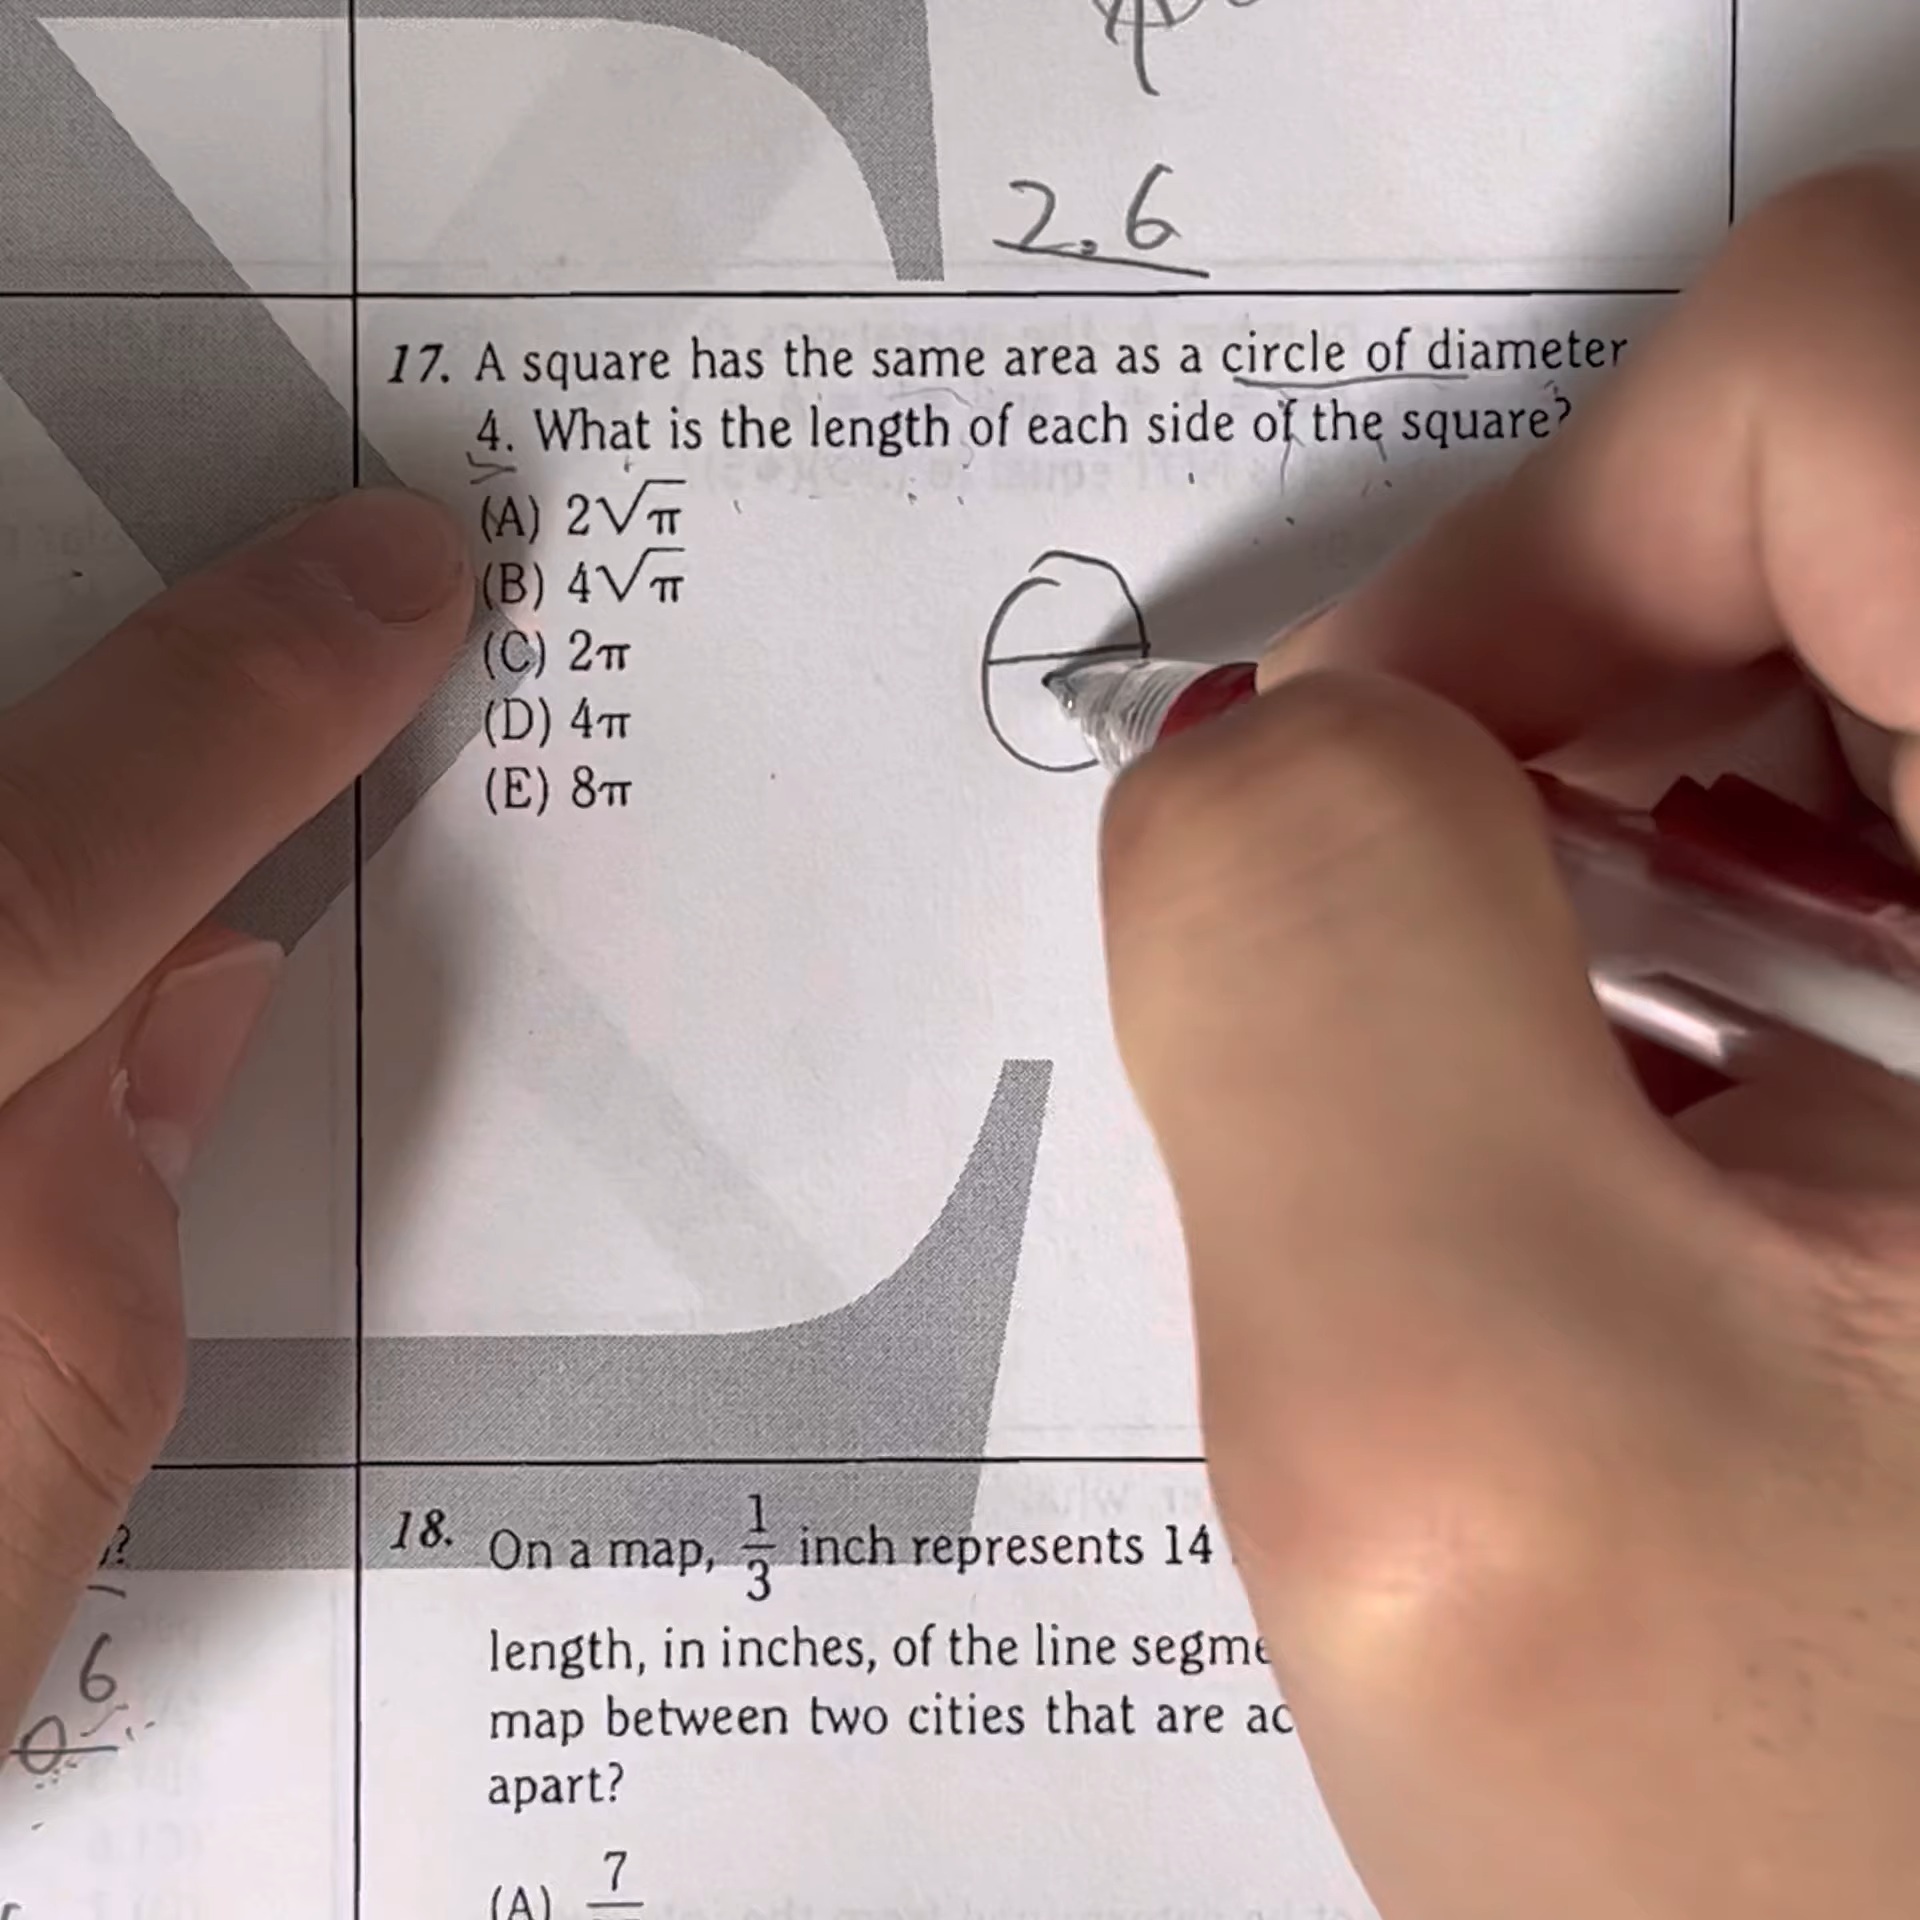 2.6
17. A square has the same area as a circle of diameter
4. What is the length of each side of the square?
(A) 2√π
(B) 4√π
(C) 2π
(D) 4π
(E) 8π
18. On a map, 1/3 inch represents 14
length, in inches, of the line
map between two cities that are
apart?
(A) 7
?
6
0